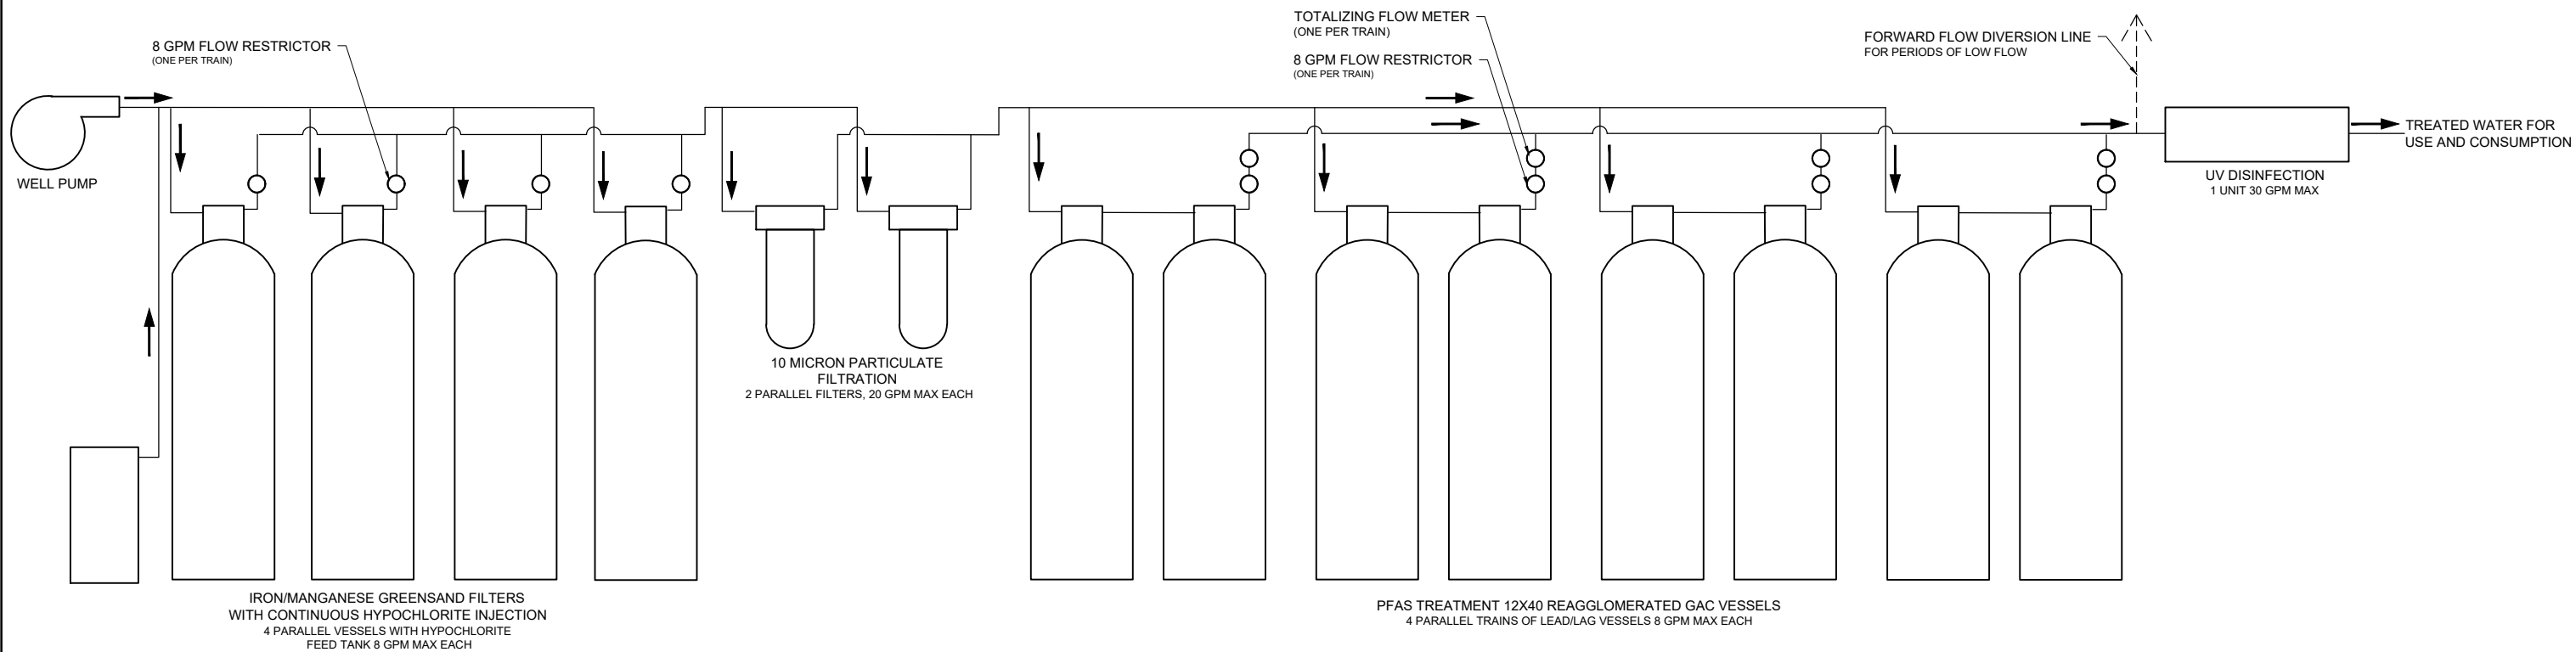 8 GPM FLOW RESTRICTOR
(ONE PER TRAIN)
WELL PUMP
IRON/MANGANESE GREENSAND FILTERS
WITH CONTINUOUS HYPOCHLORITE INJECTION
4 PARALLEL VESSELS WITH HYPOCHLORITE
FEED TANK 8 GPM MAX EACH
10 MICRON PARTICULATE
FILTRATION
2 PARALLEL FILTERS, 20 GPM MAX EACH
TOTALIZING FLOW METER
(ONE PER TRAIN)
8 GPM FLOW RESTRICTOR
(ONE PER TRAIN)
PFAS TREATMENT 12X40 REAGGLOMERATED GAC VESSELS
4 PARALLEL TRAINS OF LEAD/LAG VESSELS 8 GPM MAX EACH
FORWARD FLOW DIVERSION LINE
FOR PERIODS OF LOW FLOW
UV DISINFECTION
1 UNIT 30 GPM MAX
TREATED WATER FOR
USE AND CONSUMPTION